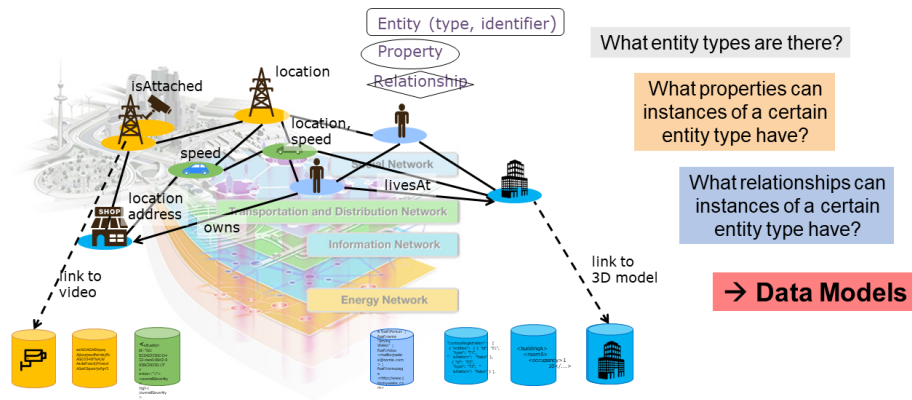 Entity (type, identifier)
Property
Relationship
What entity types are there?
What properties can
instances of a certain
entity type have?
What relationships can
instances of a certain
entity type have?
→ Data Models
location
isAttached
location,
speed
speed
Social Network
livesAt
location
address
SHOP
Transportation and Distribution Network
owns
Information Network
Energy Network
link to
video
link to
3D model